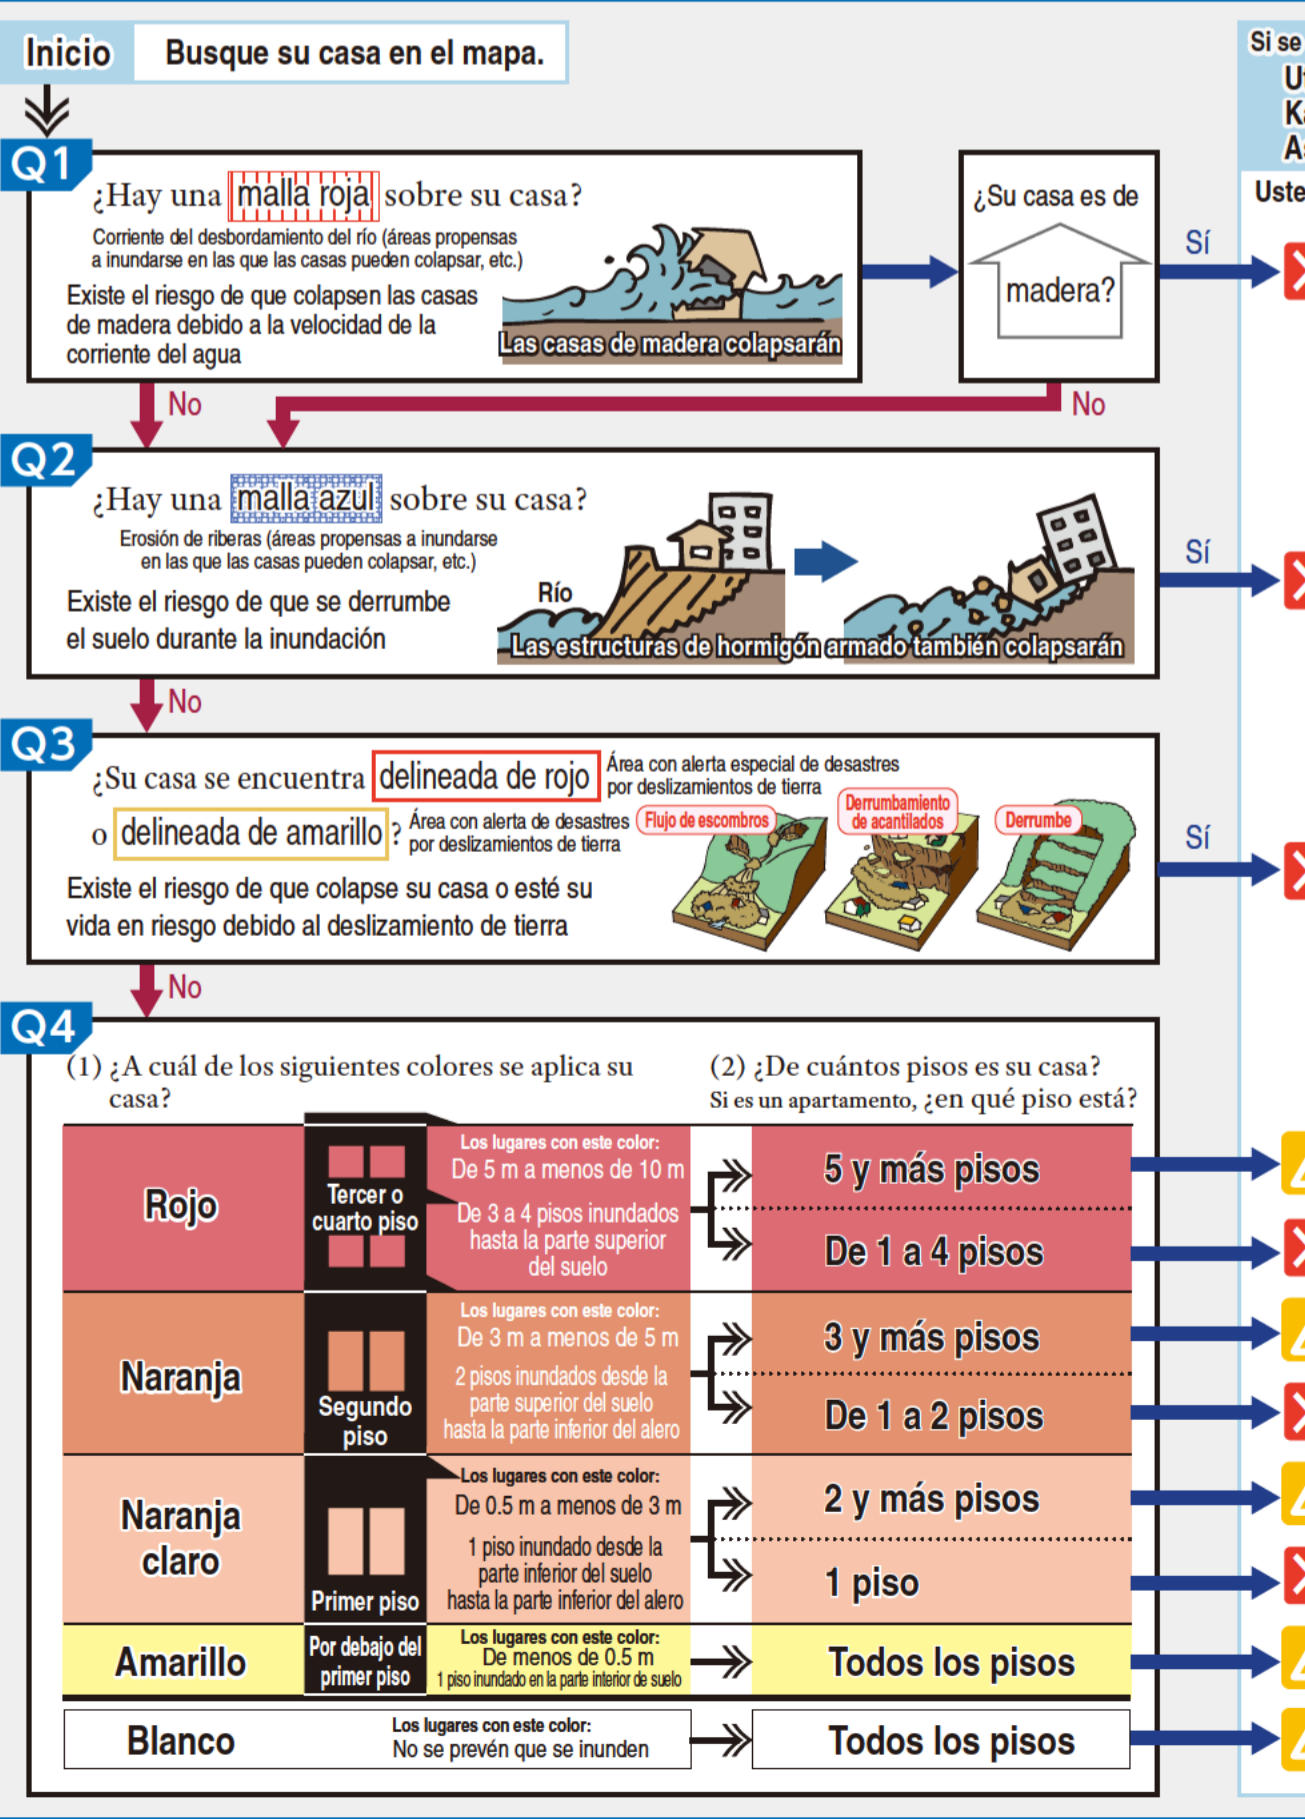 Inicio
Busque su casa en el mapa.
Q1
¿Hay una malla roja sobre su casa?
Corriente del desbordamiento del río (áreas propensas
a inundarse en las que las casas pueden colapsar, etc.)
Existe el riesgo de que colapsen las casas
de madera debido a la velocidad de la
corriente del agua
Las casas de madera colapsarán
¿Su casa es de
madera?
Sí
No
No
Q2
¿Hay una malla azul sobre su casa?
Erosión de riberas (áreas propensas a inundarse
en las que las casas pueden colapsar, etc.)
Existe el riesgo de que se derrumbe
el suelo durante la inundación
Río
Las estructuras de hormigón armado también colapsarán
Sí
No
Q3
¿Su casa se encuentra delineada de rojo
Área con alerta especial de desastres
por deslizamientos de tierra
o delineada de amarillo ?
Área con alerta de desastres
por deslizamientos de tierra
Existe el riesgo de que colapse su casa o esté su
vida en riesgo debido al deslizamiento de tierra
Flujo de escombros
Derrumbamiento
de acantilados
Derrumbe
Sí
No
Q4
(1) ¿A cuál de los siguientes colores se aplica su
casa?
(2) ¿De cuántos pisos es su casa?
Si es un apartamento, ¿en qué piso está?
Rojo
Tercer o
cuarto piso
Los lugares con este color:
De 5 m a menos de 10 m
De 3 a 4 pisos inundados
hasta la parte superior
del suelo
5 y más pisos
De 1 a 4 pisos
Naranja
Segundo
piso
Los lugares con este color:
De 3 m a menos de 5 m
2 pisos inundados desde la
parte superior del suelo
hasta la parte inferior del alero
3 y más pisos
De 1 a 2 pisos
Naranja
claro
Primer piso
Los lugares con este color:
De 0.5 m a menos de 3 m
1 piso inundado desde la
parte inferior del suelo
hasta la parte inferior del alero
2 y más pisos
1 piso
Amarillo
Por debajo del
primer piso
Los lugares con este color:
De menos de 0.5 m
1 piso inundado en la parte interior de suelo
Todos los pisos
Blanco
Los lugares con este color:
No se prevén que se inunden
Todos los pisos
Si se